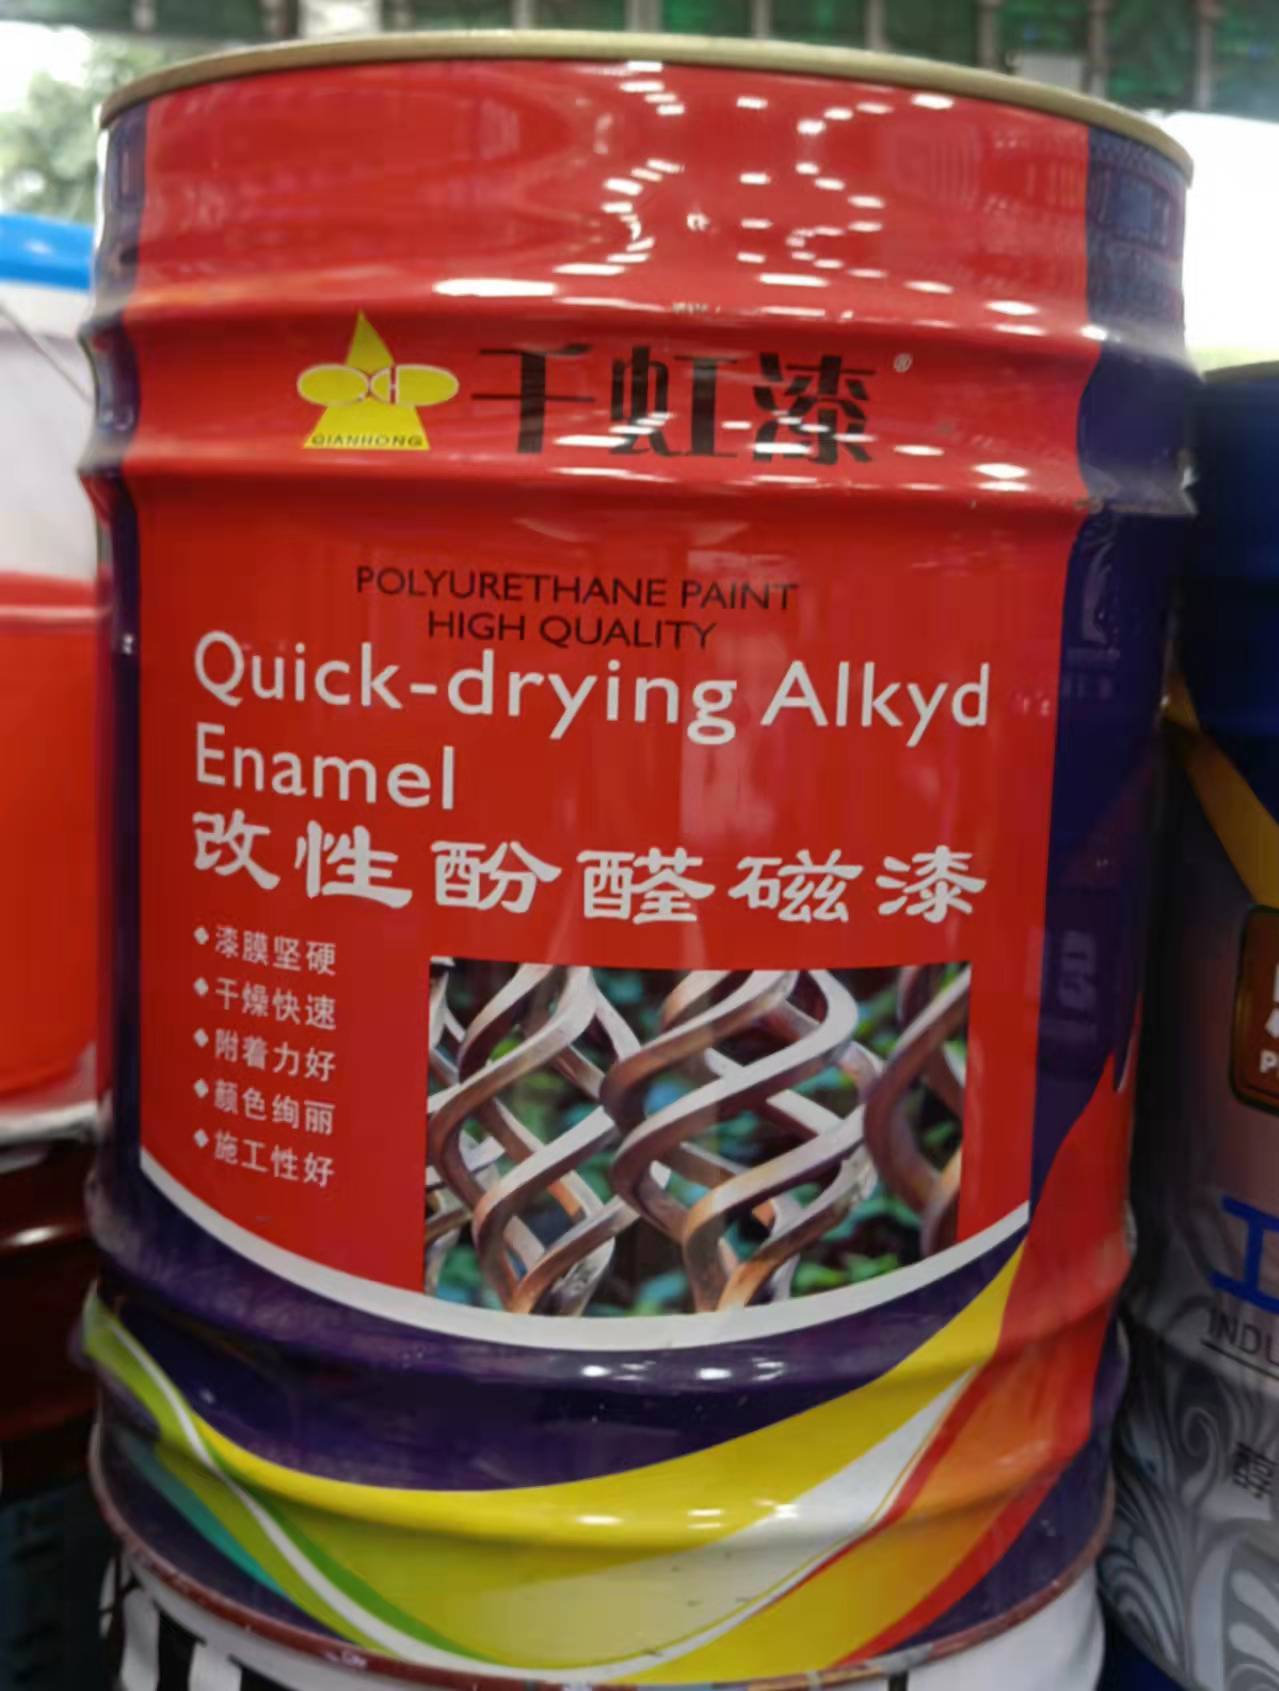 千虹漆®
QIANHONG
POLYURETHANE PAINT
HIGH QUALITY
Quick-drying Alkyd
Enamel
改性酚醛磁漆
漆膜坚硬
干燥快速
附着力好
颜色绚丽
施工性好